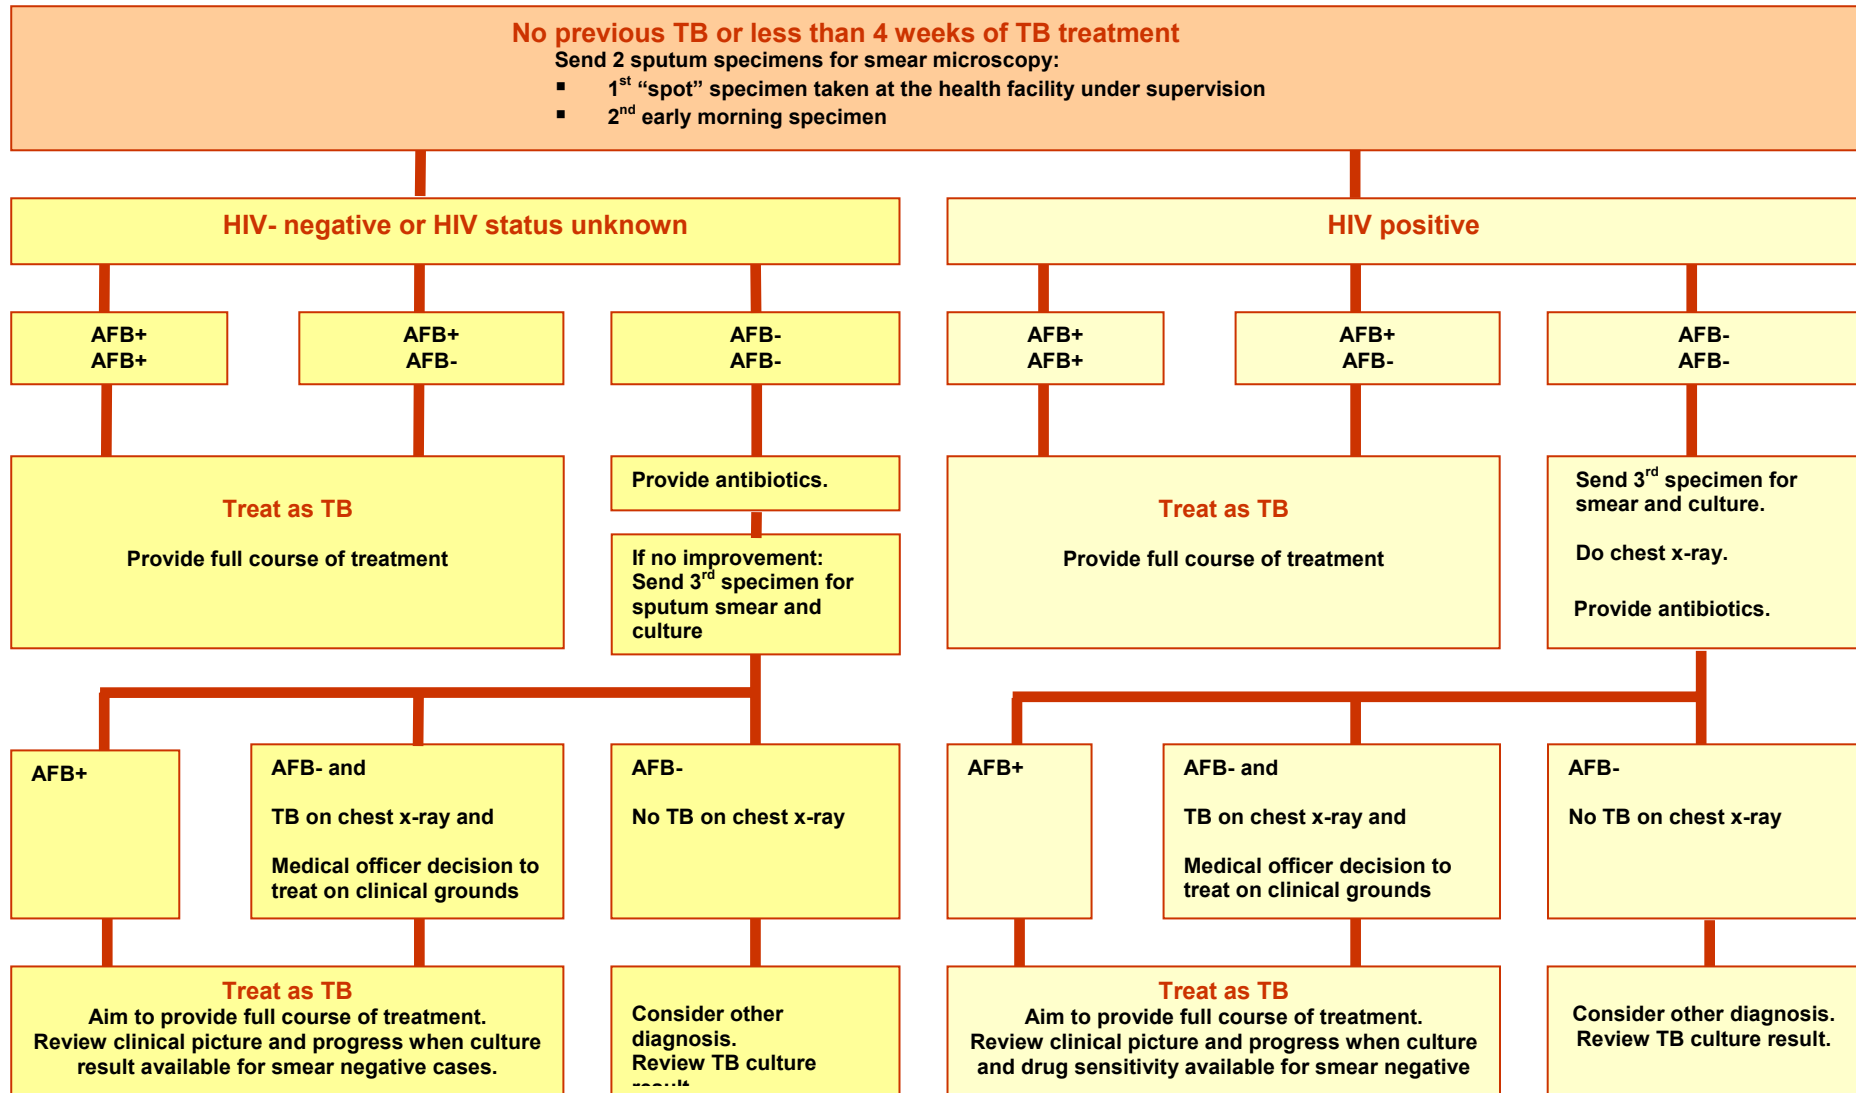 No previous TB or less than 4 weeks of TB treatment
Send 2 sputum specimens for smear microscopy:
▪ 1st “spot” specimen taken at the health facility under supervision
▪ 2nd early morning specimen
HIV- negative or HIV status unknown
HIV positive
AFB+
AFB+
AFB+
AFB-
AFB-
AFB-
AFB+
AFB+
AFB+
AFB-
AFB-
AFB-
Treat as TB
Provide full course of treatment
Provide antibiotics.
If no improvement:
Send 3rd specimen for
sputum smear and
culture
Treat as TB
Provide full course of treatment
Send 3rd specimen for
smear and culture.
Do chest x-ray.
Provide antibiotics.
AFB+
AFB- and
TB on chest x-ray and
Medical officer decision to
treat on clinical grounds
AFB-
No TB on chest x-ray
AFB+
AFB- and
TB on chest x-ray and
Medical officer decision to
treat on clinical grounds
AFB-
No TB on chest x-ray
Treat as TB
Aim to provide full course of treatment.
Review clinical picture and progress when culture
result available for smear negative cases.
Consider other
diagnosis.
Review TB culture
result
Treat as TB
Aim to provide full course of treatment.
Review clinical picture and progress when culture
and drug sensitivity available for smear negative
Consider other diagnosis.
Review TB culture result.